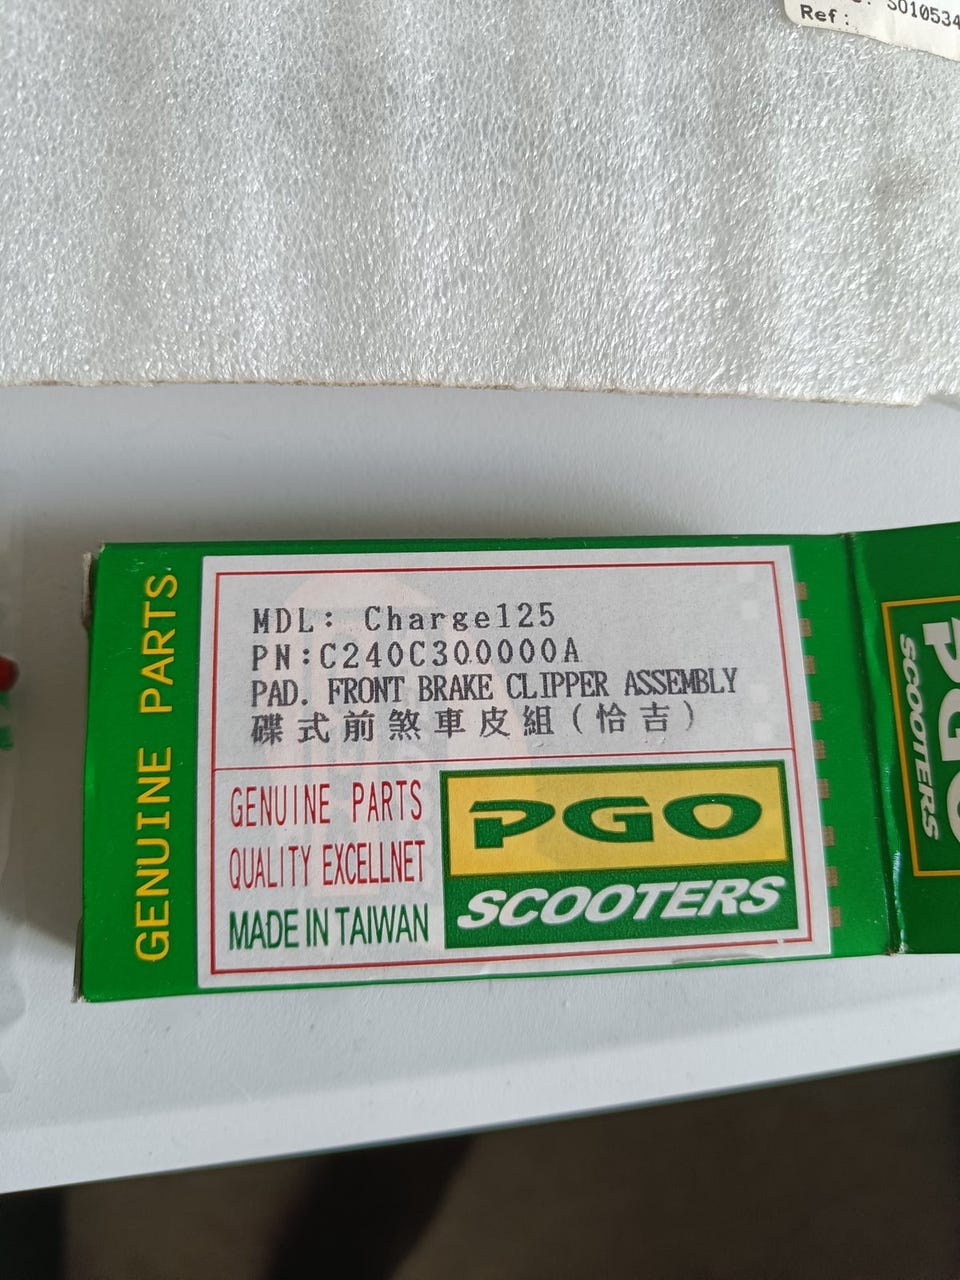 S010534
Ref:
GENUINE PARTS
MDL: Charge125
PN:C240C300000A
PAD. FRONT BRAKE CLIPPER ASSEMBLY
碟式前煞車皮組(恰吉)
GENUINE PARTS
QUALITY EXCELLNET
MADE IN TAIWAN
PGO
SCOOTERS
PGO
SCOOTERS